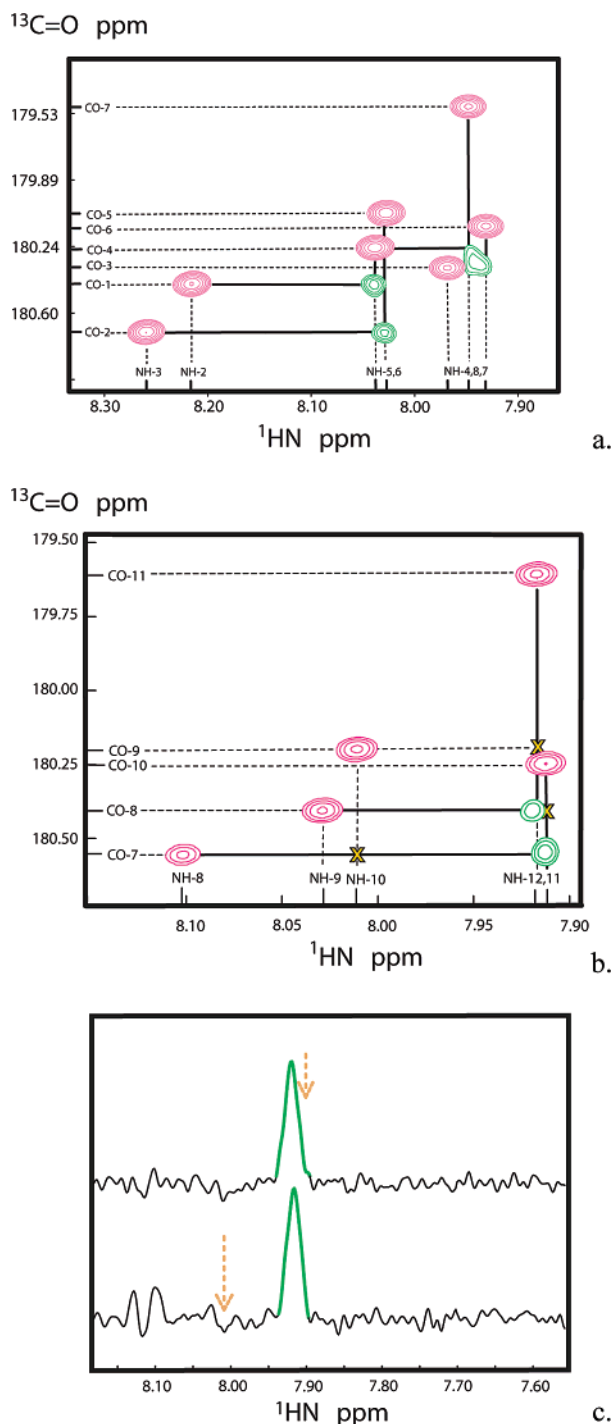 ¹³C=O ppm
CO-7
179.53
179.89
CO-5
CO-6
180.24
CO-4
CO-3
CO-1
180.60
CO-2
NH-3 NH-2 NH-5,6 NH-4,8,7
8.30 8.20 8.10 8.00 7.90
¹HN ppm
a.
¹³C=O ppm
179.50
CO-11
179.75
180.00
CO-9
X
180.25
CO-10
CO-8
X
180.50
CO-7
X
NH-8 NH-9 NH-10 NH-12,11
8.10 8.05 8.00 7.95 7.90
¹HN ppm
b.
8.10 8.00 7.90 7.80 7.70 7.60
¹HN ppm
c.